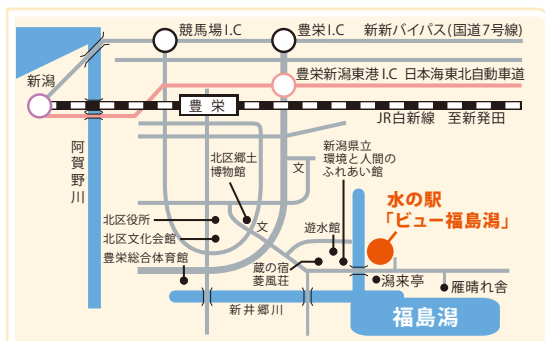 競馬場I.C
豊栄I.C
新新バイパス(国道7号線)
新潟
豊栄新潟東港I.C 日本海東北自動車道
豊栄
JR白新線 至新発田
阿賀野川
北区郷土
博物館
新潟県立
環境と人間の
ふれあい館
文
文
水の駅
「ビュー福島潟」
北区役所
北区文化会館
豊栄総合体育館
遊水館
蔵の宿
菱風荘
潟来亭
雁晴れ舎
新井郷川
福島潟